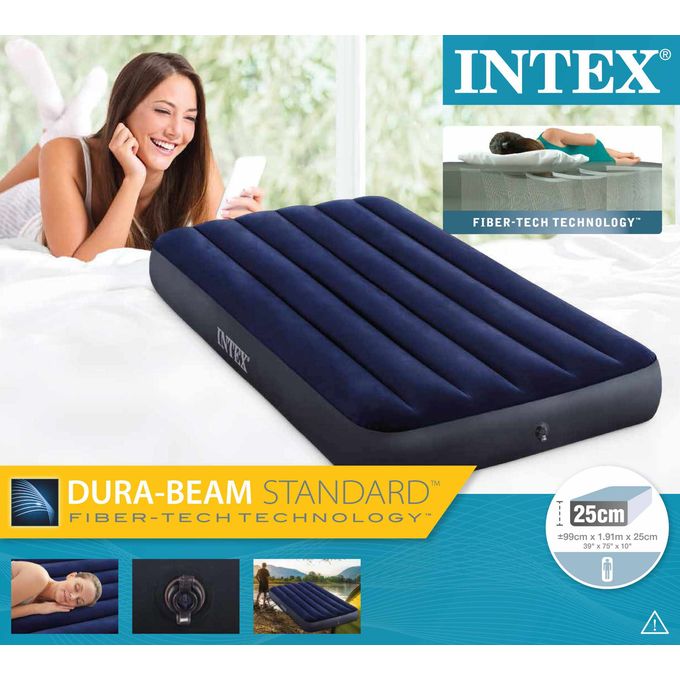 INTEX®
FIBER-TECH TECHNOLOGY™
INTEX
DURA-BEAM STANDARD™
FIBER-TECH TECHNOLOGY™
25cm
±99cm x 1.91m x 25cm
39" x 75" x 10"